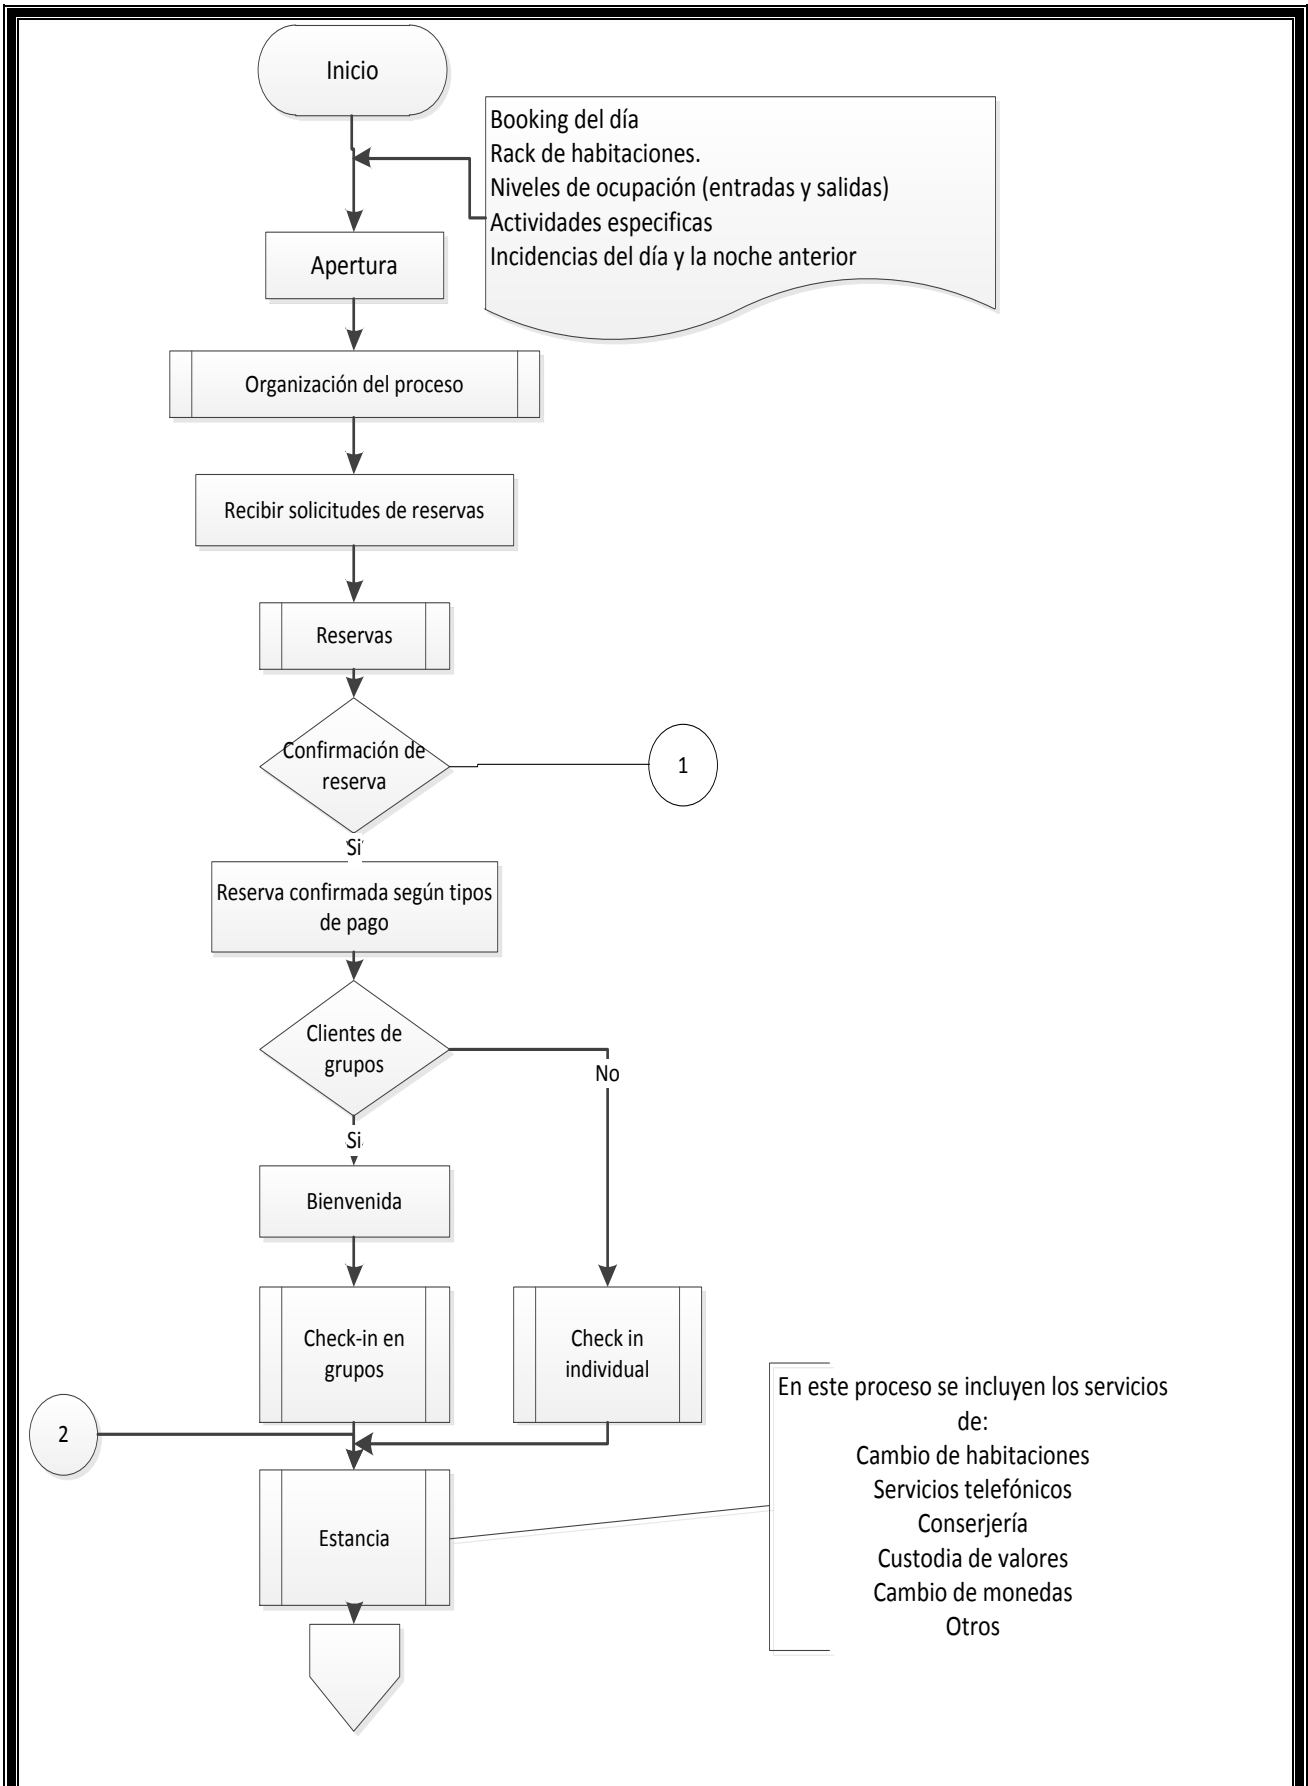 Inicio
Booking del día
Rack de habitaciones.
Niveles de ocupación (entradas y salidas)
Actividades especificas
Incidencias del día y la noche anterior
Apertura
Organización del proceso
Recibir solicitudes de reservas
Reservas
Confirmación de
reserva
1
Si
Reserva confirmada según tipos
de pago
Clientes de
grupos
No
Si
Bienvenida
Check-in en
grupos
Check in
individual
2
En este proceso se incluyen los servicios
de:
Cambio de habitaciones
Servicios telefónicos
Conserjería
Custodia de valores
Cambio de monedas
Otros
Estancia